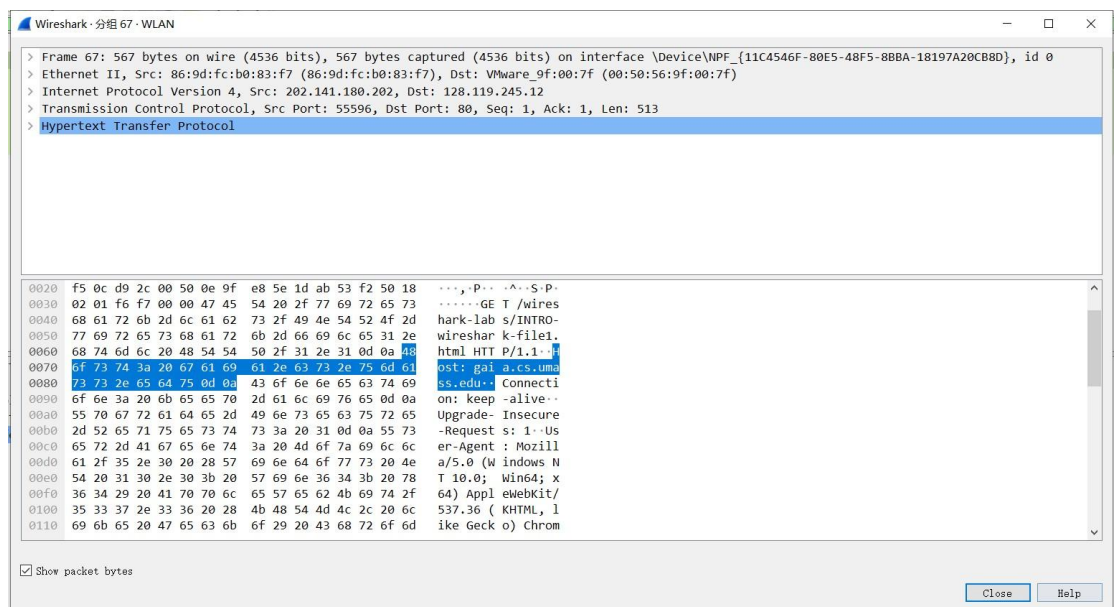 Wireshark · 分组 67 · WLAN
> Frame 67: 567 bytes on wire (4536 bits), 567 bytes captured (4536 bits) on interface \Device\NPF_{11C4546F-80E5-48F5-8BBA-18197A20CB8D}, id 0
> Ethernet II, Src: 86:9d:fc:b0:83:f7 (86:9d:fc:b0:83:f7), Dst: VMware_9f:00:7f (00:50:56:9f:00:7f)
> Internet Protocol Version 4, Src: 202.141.180.202, Dst: 128.119.245.12
> Transmission Control Protocol, Src Port: 55596, Dst Port: 80, Seq: 1, Ack: 1, Len: 513
> Hypertext Transfer Protocol
0020 f5 0c d9 2c 00 50 0e 9f e8 5e 1d ab 53 f2 50 18 ···,·P·· ·^··S·P·
0030 02 01 f6 f7 00 00 47 45 54 20 2f 77 69 72 65 73 ······GE T /wires
0040 68 61 72 6b 2d 6c 61 62 73 2f 49 4e 54 52 4f 2d hark-lab s/INTRO-
0050 77 69 72 65 73 68 61 72 6b 2d 66 69 6c 65 31 2e wireshar k-file1.
0060 68 74 6d 6c 20 48 54 54 50 2f 31 2e 31 0d 0a 48 html HTT P/1.1··H
0070 6f 73 74 3a 20 67 61 69 61 2e 63 73 2e 75 6d 61 ost: gai a.cs.uma
0080 73 73 2e 65 64 75 0d 0a 43 6f 6e 6e 65 63 74 69 ss.edu·· Connecti
0090 6f 6e 3a 20 6b 65 65 70 2d 61 6c 69 76 65 0d 0a on: keep -alive··
00a0 55 70 67 72 61 64 65 2d 49 6e 73 65 63 75 72 65 Upgrade- Insecure
00b0 2d 52 65 71 75 65 73 74 73 3a 20 31 0d 0a 55 73 -Request s: 1··Us
00c0 65 72 2d 41 67 65 6e 74 3a 20 4d 6f 7a 69 6c 6c er-Agent : Mozill
00d0 61 2f 35 2e 30 20 28 57 69 6e 64 6f 77 73 20 4e a/5.0 (W indows N
00e0 54 20 31 30 2e 30 3b 20 57 69 6e 36 34 3b 20 78 T 10.0;  Win64; x
00f0 36 34 29 20 41 70 70 6c 65 57 65 62 4b 69 74 2f 64) Appl eWebKit/
0100 35 33 37 2e 33 36 20 28 4b 48 54 4d 4c 2c 20 6c 537.36 ( KHTML, l
0110 69 6b 65 20 47 65 63 6b 6f 29 20 43 68 72 6f 6d ike Geck o) Chrom
Show packet bytes
Close Help